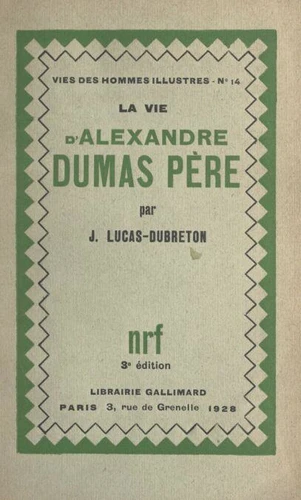 VIES DES HOMMES ILLUSTRES - N° 14
LA VIE
D'ALEXANDRE
DUMAS PÈRE
par
J. LUCAS-DUBRETON
nrf
3e édition
LIBRAIRIE GALLIMARD
PARIS 3, rue de Grenelle 1928